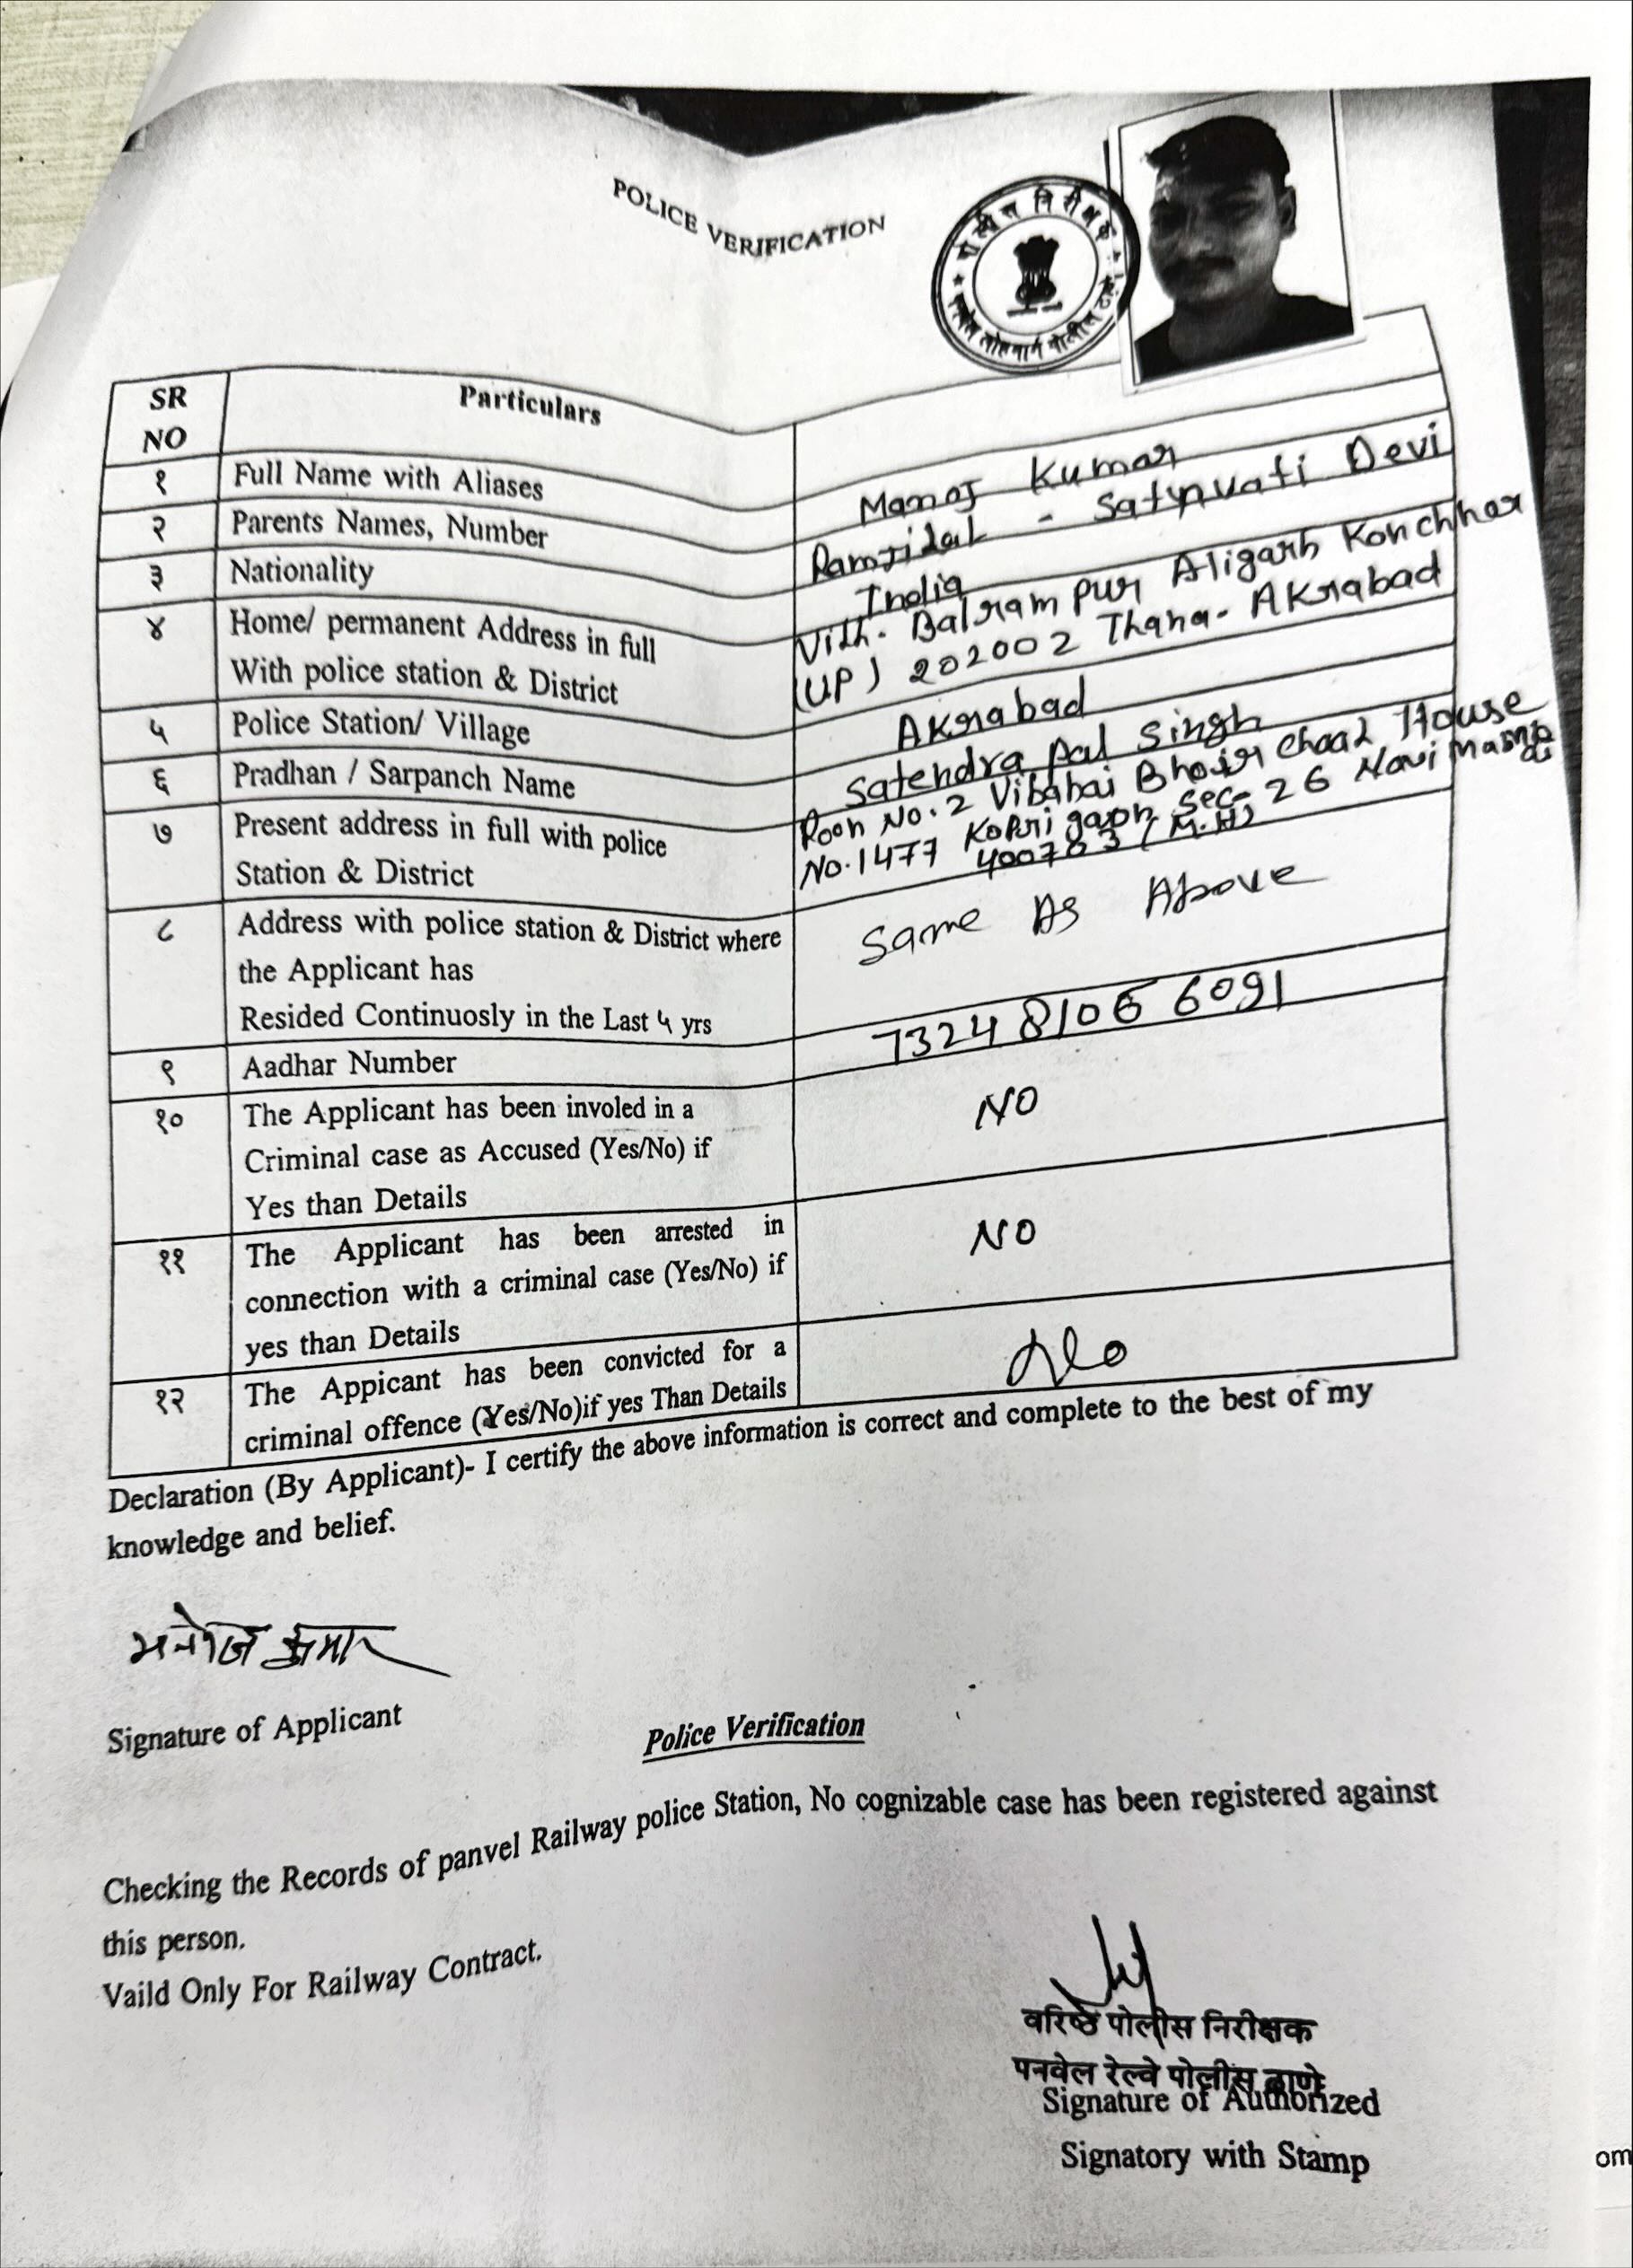 POLICE VERIFICATION
पोलीस निरीक्षक
पनवेल लोहमार्ग पोलीस ठाणे
SR NO Particulars
१ Full Name with Aliases Manoj Kumar
२ Parents Names, Number Ramjilal - Satyavati Devi
३ Nationality India
४ Home/ permanent Address in full Vill- Balram pur Aligarh Konchhor
With police station & District (UP) 202002 Thana- Akrabad
५ Police Station/ Village Akrabad
६ Pradhan / Sarpanch Name Satendra pal Singh
७ Present address in full with police Room No. 2 Vibabai Bhoir Chaal House
Station & District No. 1477 Kopri gaon Sec- 26 Navi
(M.H)
८ Address with police station & District where Same As Above
the Applicant has
Resided Continuosly in the Last ५ yrs
९ Aadhar Number 7324 8106 6091
१० The Applicant has been involed in a NO
Criminal case as Accused (Yes/No) if
Yes than Details
११ The Applicant has been arrested in NO
connection with a criminal case (Yes/No) if
yes than Details
१२ The Appicant has been convicted for a No
criminal offence (Yes/No)if yes Than Details
Declaration (By Applicant)- I certify the above information is correct and complete to the best of my
knowledge and belief.
मनोज कुमार
Signature of Applicant
Police Verification
Checking the Records of panvel Railway police Station, No cognizable case has been registered against
this person.
Vaild Only For Railway Contract.
वरिष्ठ पोलीस निरीक्षक
पनवेल रेल्वे पोलीस ठाणे
Signature of Authorized
Signatory with Stamp
om